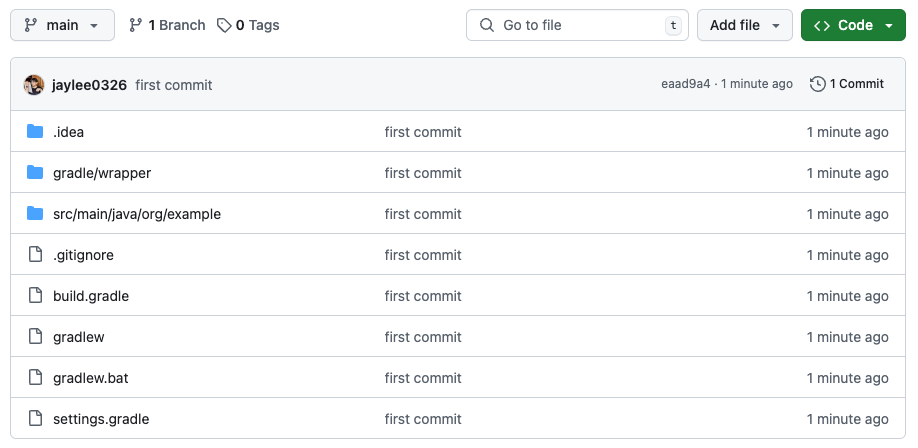 main 1 Branch 0 Tags Go to file t Add file Code
jaylee0326 first commit eaad9a4 · 1 minute ago 1 Commit
.idea first commit 1 minute ago
gradle/wrapper first commit 1 minute ago
src/main/java/org/example first commit 1 minute ago
.gitignore first commit 1 minute ago
build.gradle first commit 1 minute ago
gradlew first commit 1 minute ago
gradlew.bat first commit 1 minute ago
settings.gradle first commit 1 minute ago